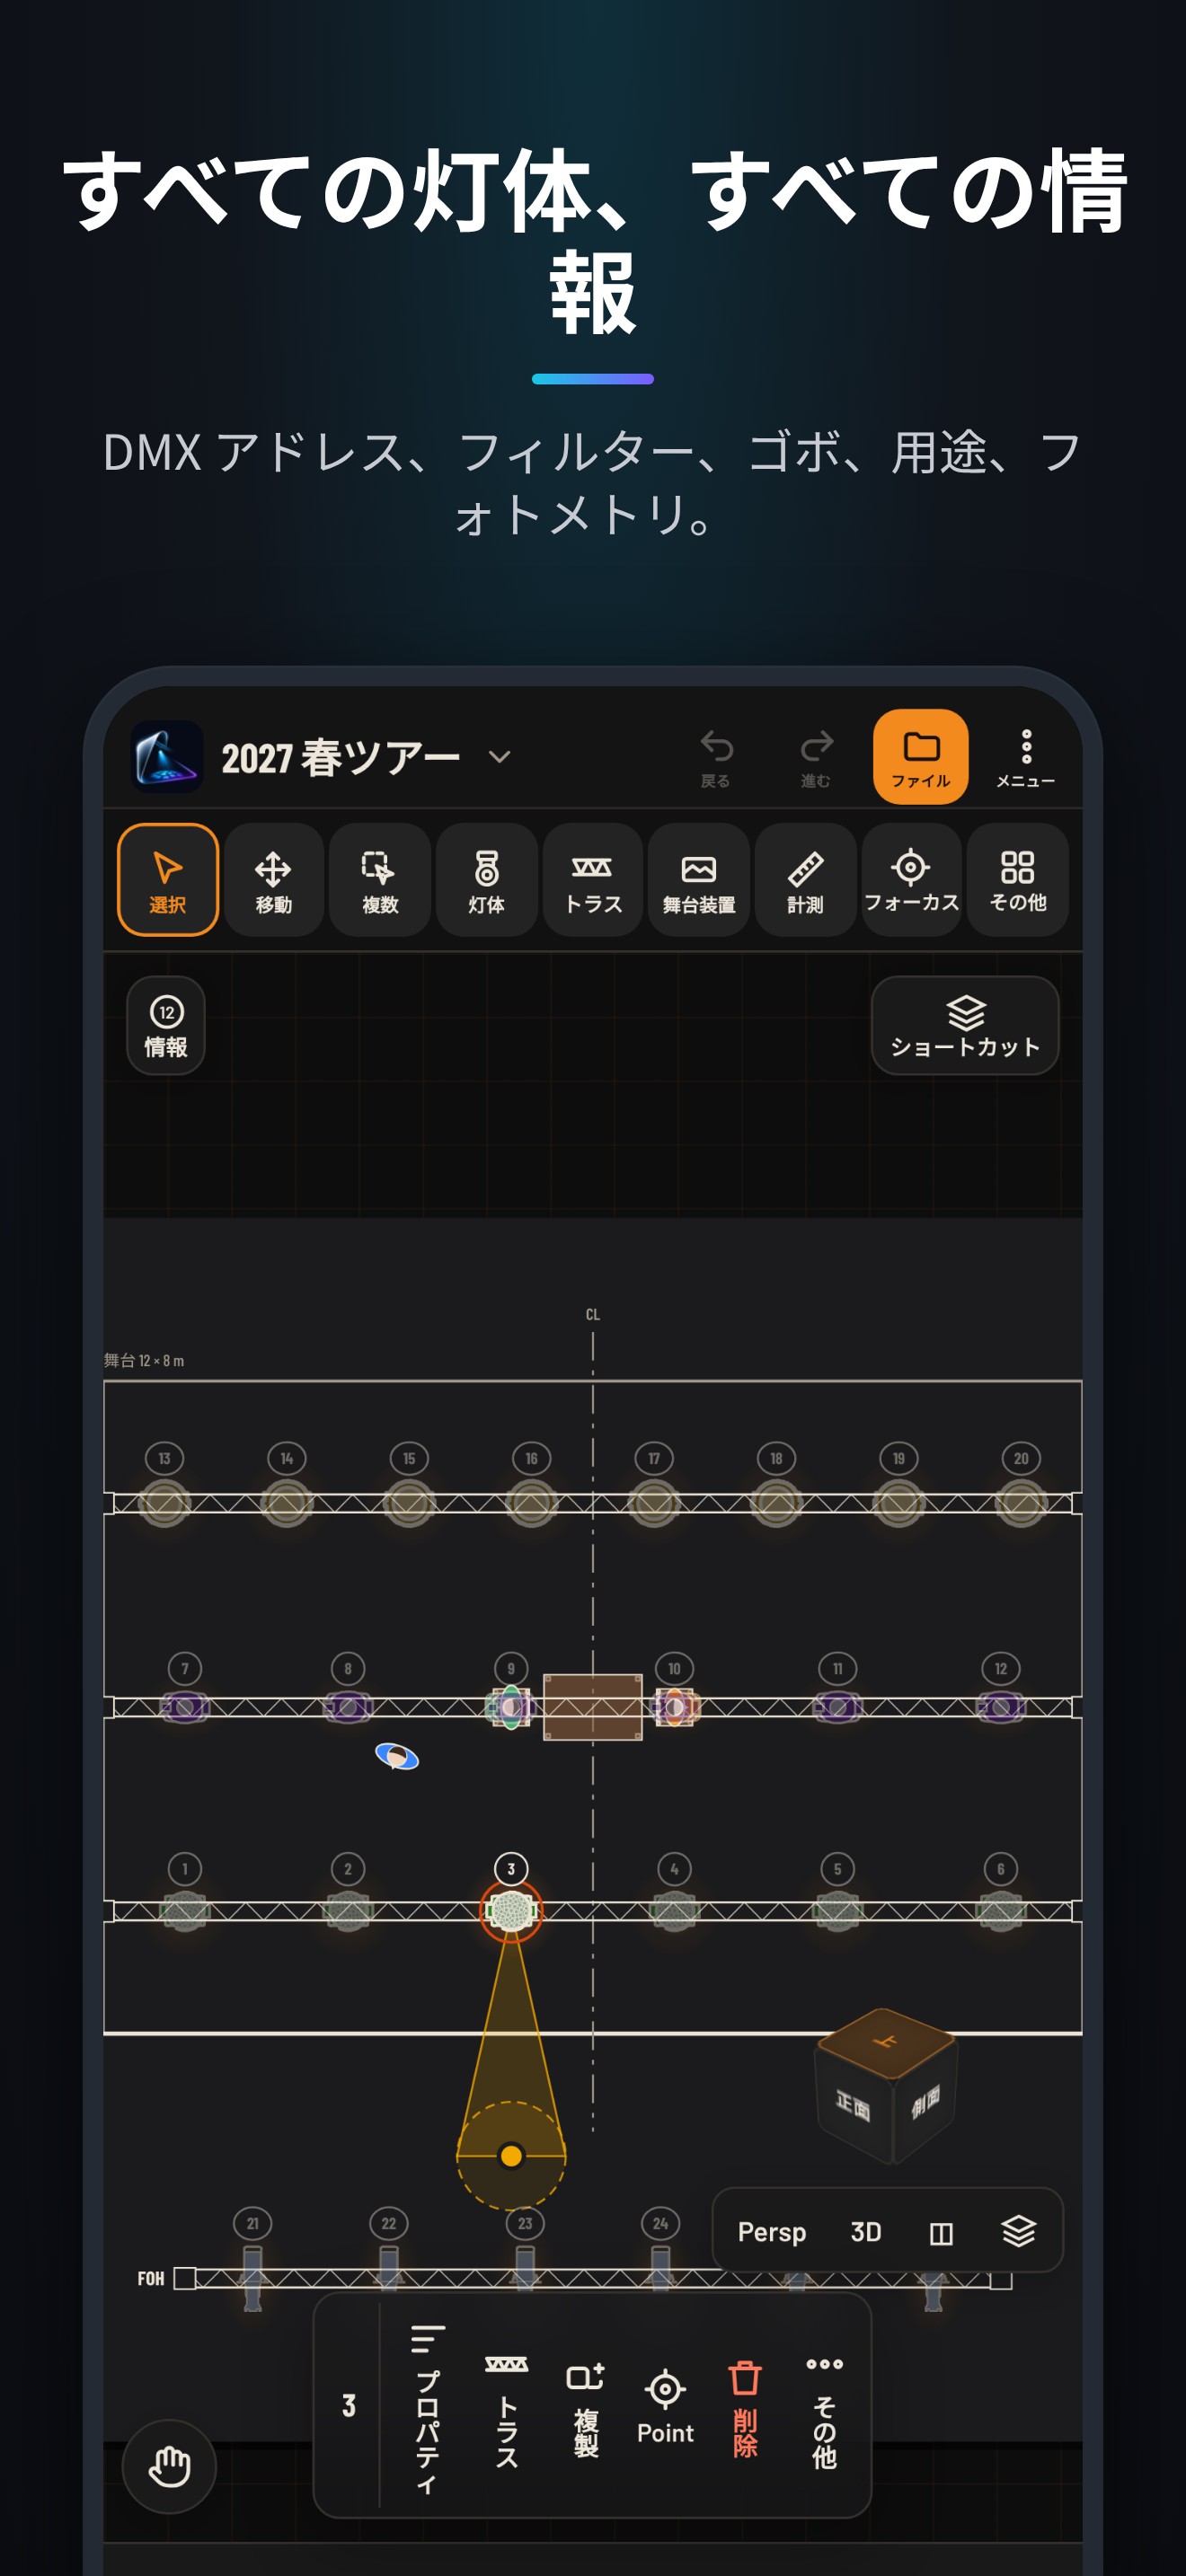 すべての灯体、すべての情
報
DMX アドレス、フィルター、ゴボ、用途、フ
ォトメトリ。
2027 春ツアー
戻る
進む
ファイル
メニュー
選択
移動
複数
灯体
トラス
舞台装置
計測
フォーカス
その他
12
情報
ショートカット
CL
舞台 12 × 8 m
13 14 15 16 17 18 19 20
7 8 9 10 11 12
1 2 3 4 5 6
上
正面
側面
21 22 23 24
Persp 3D
FOH
3
プロパティ
トラス
複製
Point
削除
その他